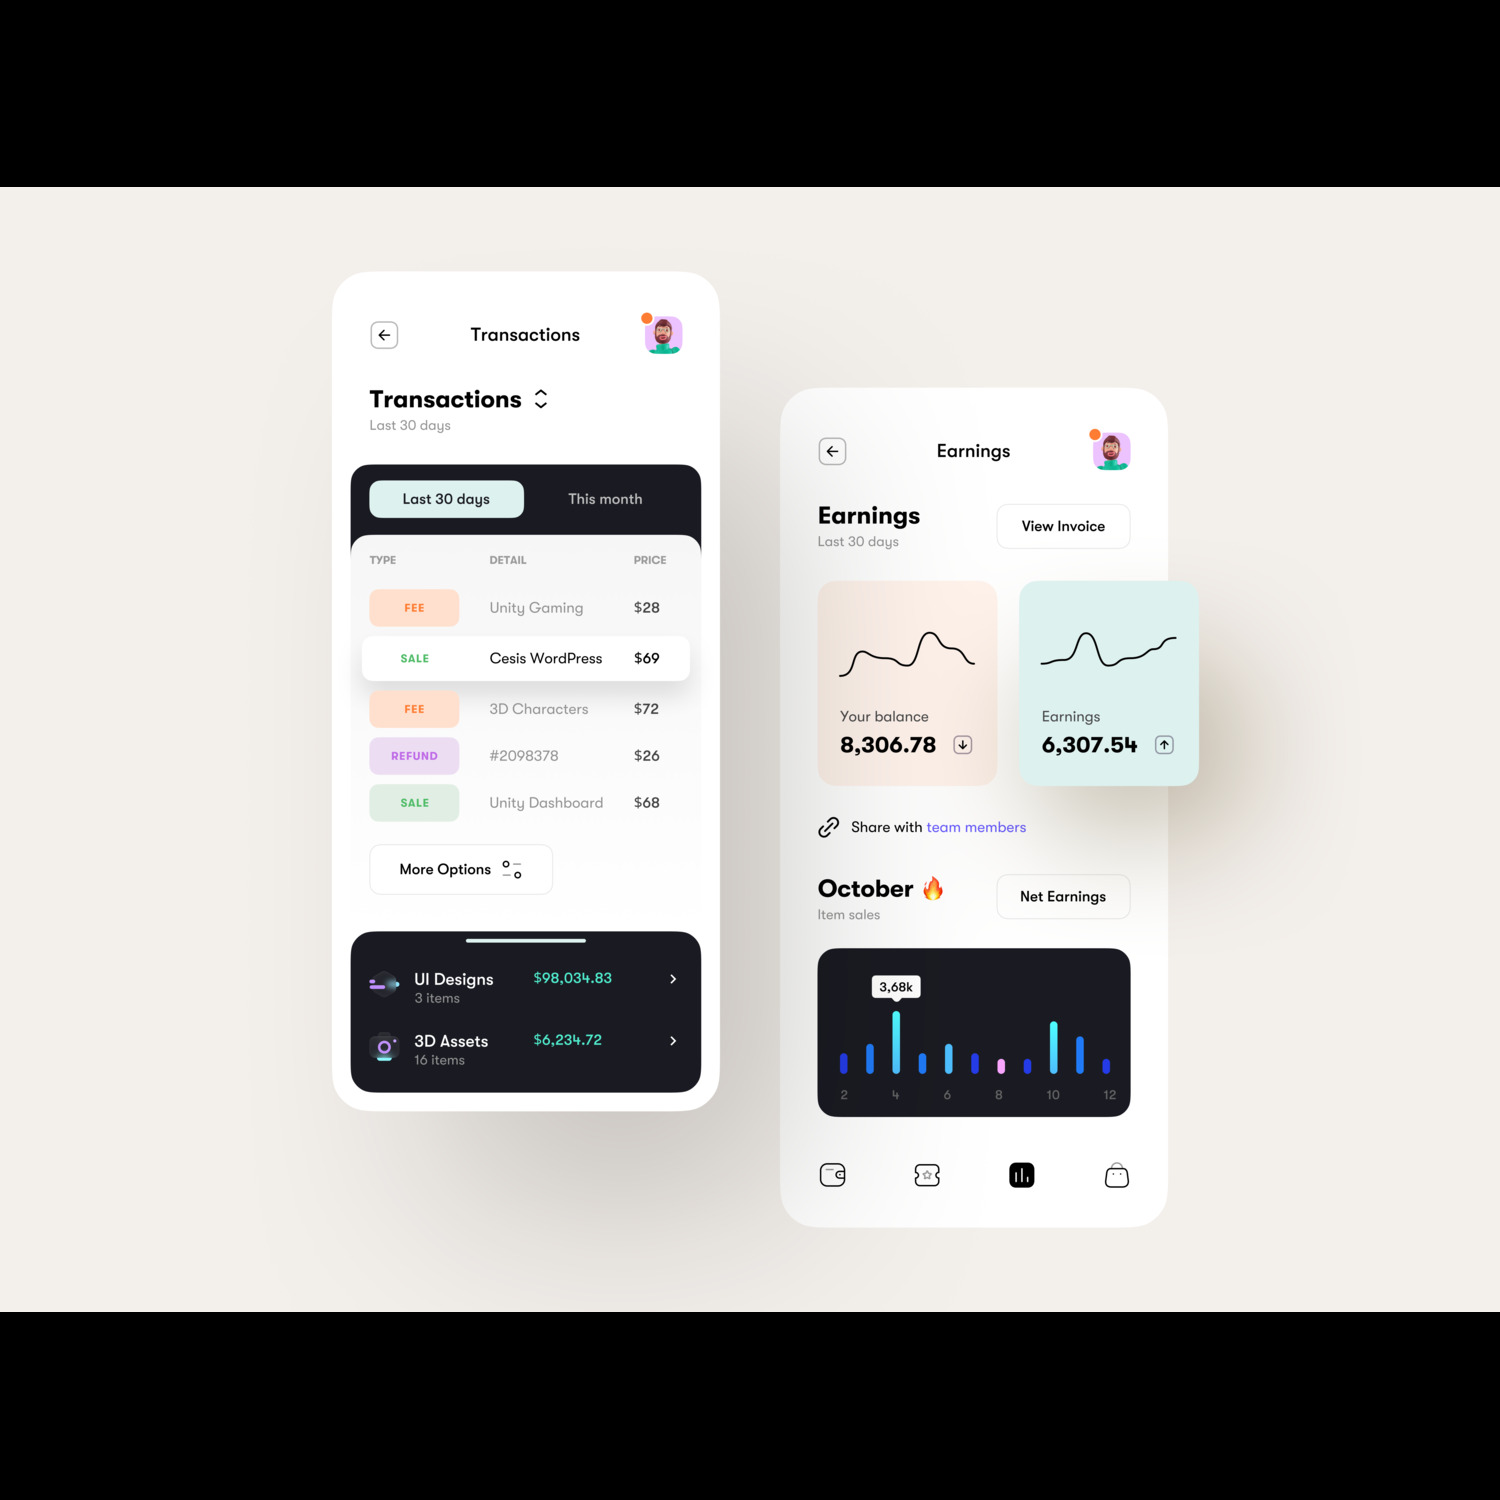 Transactions
Transactions
Last 30 days
Last 30 days This month
TYPE DETAIL PRICE
FEE Unity Gaming $28
SALE Cesis WordPress $69
FEE 3D Characters $72
REFUND #2098378 $26
SALE Unity Dashboard $68
More Options
UI Designs $98,034.83
3 items
3D Assets $6,234.72
16 items
Earnings
Earnings View Invoice
Last 30 days
Your balance
8,306.78
Earnings
6,307.54
Share with team members
October 🔥 Net Earnings
Item sales
3,68k
2 4 6 8 10 12